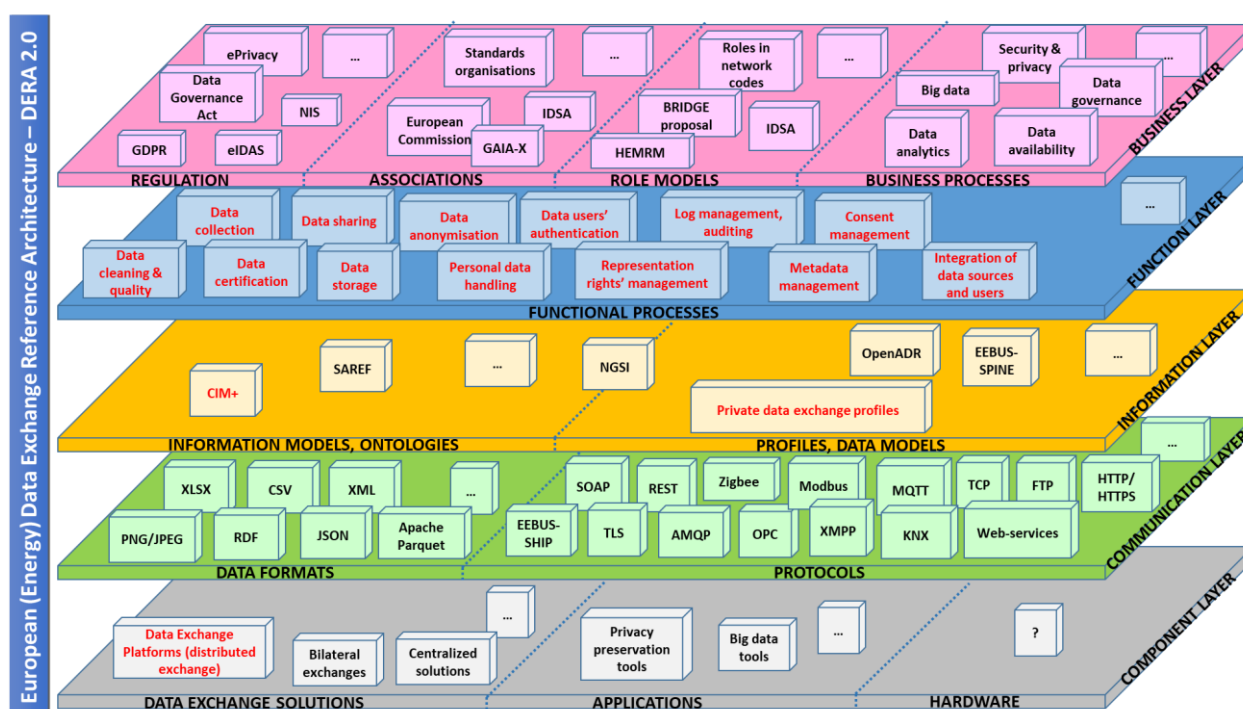 European (Energy) Data Exchange Reference Architecture – DERA 2.0
ePrivacy
...
Data
Governance
Act
NIS
GDPR
eIDAS
REGULATION
Standards
organisations
...
European
Commission
IDSA
GAIA-X
ASSOCIATIONS
Roles in
network
codes
...
BRIDGE
proposal
IDSA
HEMRM
ROLE MODELS
Security &
privacy
...
Big data
Data
governance
Data
analytics
Data
availability
BUSINESS PROCESSES
BUSINESS LAYER
Data
collection
Data sharing
Data
anonymisation
Data users’
authentication
Log management,
auditing
Consent
management
...
Data
cleaning &
quality
Data
certification
Data
storage
Personal data
handling
Representation
rights’ management
Metadata
management
Integration of
data sources
and users
FUNCTIONAL PROCESSES
FUNCTION LAYER
CIM+
SAREF
...
NGSI
INFORMATION MODELS, ONTOLOGIES
OpenADR
EEBUS-
SPINE
...
Private data exchange profiles
PROFILES, DATA MODELS
INFORMATION LAYER
XLSX
CSV
XML
...
PNG/JPEG
RDF
JSON
Apache
Parquet
DATA FORMATS
SOAP
REST
Zigbee
Modbus
MQTT
TCP
FTP
HTTP/
HTTPS
...
EEBUS-
SHIP
TLS
AMQP
OPC
XMPP
KNX
Web-services
PROTOCOLS
COMMUNICATION LAYER
Data Exchange
Platforms (distributed
exchange)
Bilateral
exchanges
Centralized
solutions
...
DATA EXCHANGE SOLUTIONS
Privacy
preservation
tools
Big data
tools
...
APPLICATIONS
?
HARDWARE
COMPONENT LAYER